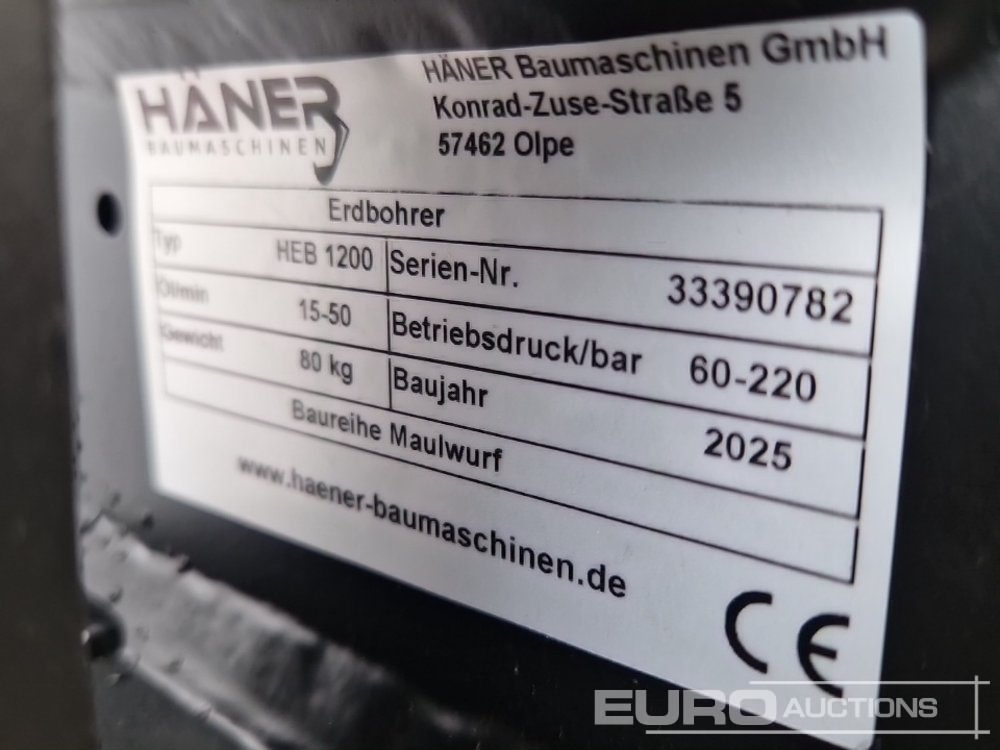 HÄNER
BAUMASCHINEN
HÄNER Baumaschinen GmbH
Konrad-Zuse-Straße 5
57462 Olpe
Erdbohrer
Typ HEB 1200 Serien-Nr. 33390782
Öl/min 15-50 Betriebsdruck/bar 60-220
Gewicht 80 kg Baujahr 2025
Baureihe Maulwurf
www.haener-baumaschinen.de
CE
EURO AUCTIONS